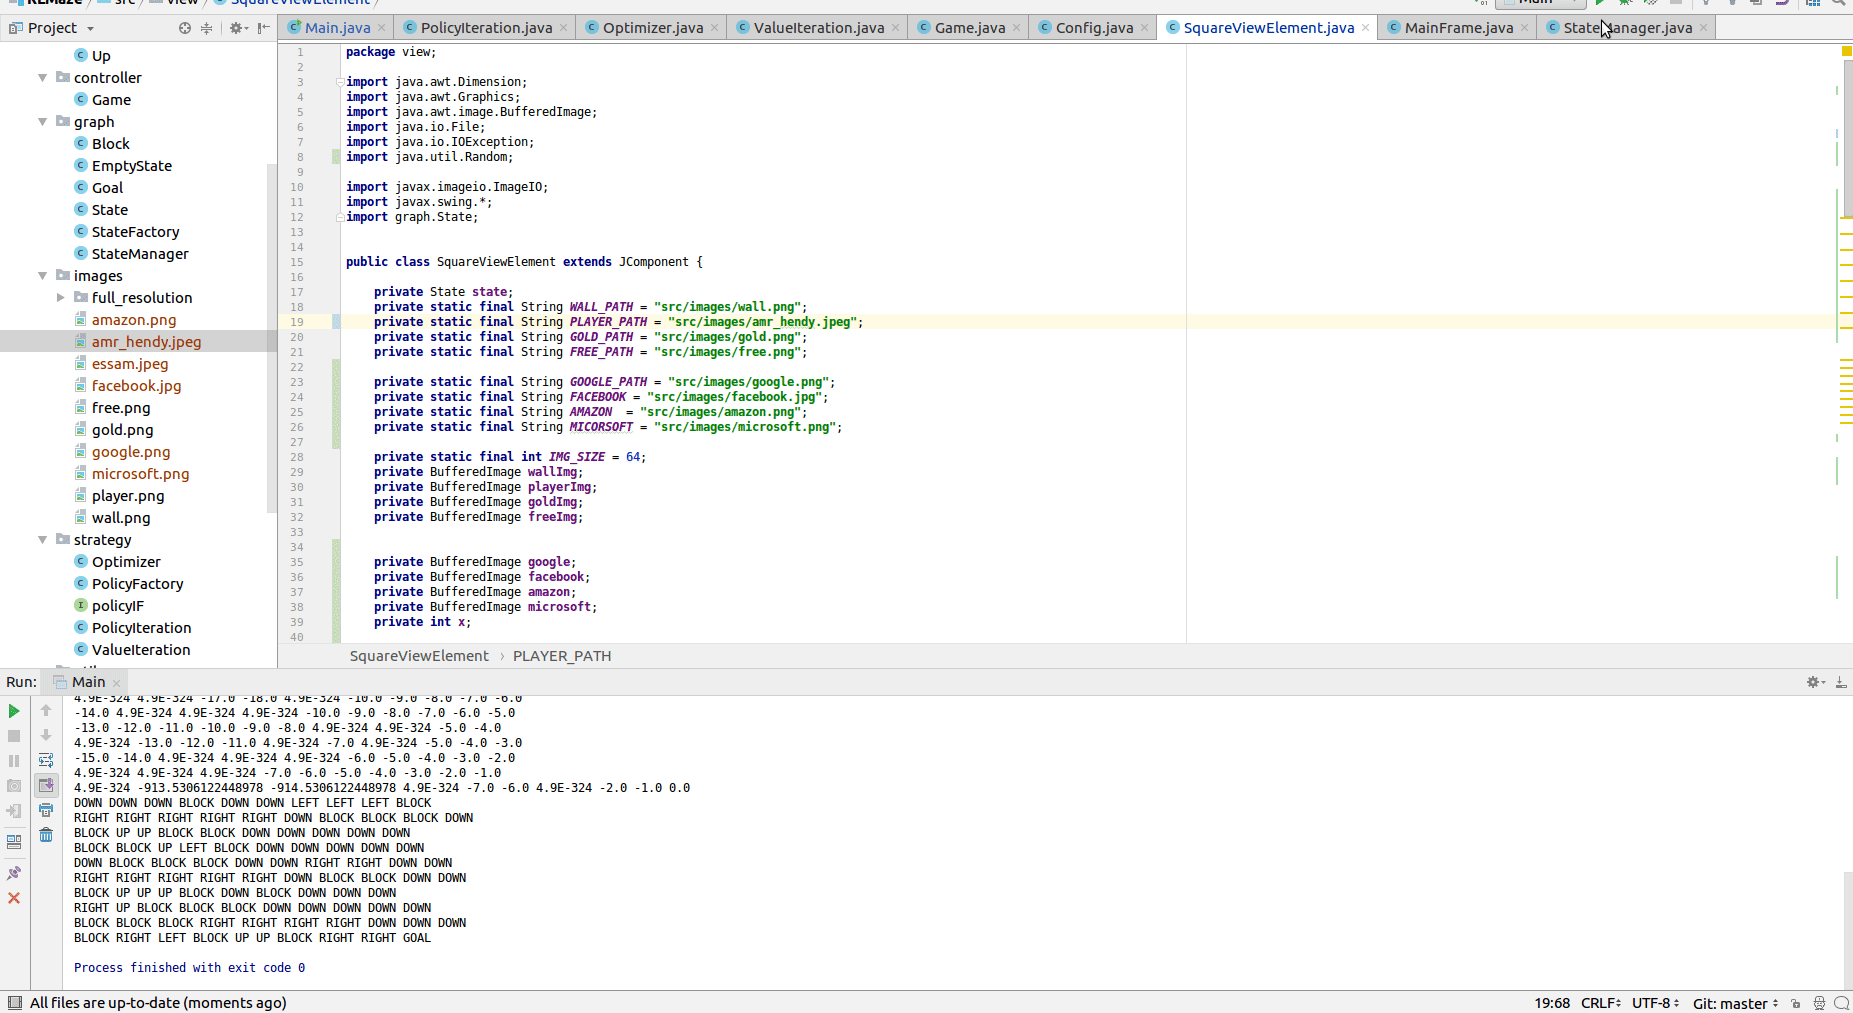 RLMaze src view SquareViewElement
Main
Project
Main.java PolicyIteration.java Optimizer.java ValueIteration.java Game.java Config.java SquareViewElement.java MainFrame.java StateManager.java
Up
controller
Game
graph
Block
EmptyState
Goal
State
StateFactory
StateManager
images
full_resolution
amazon.png
amr_hendy.jpeg
essam.jpeg
facebook.jpg
free.png
gold.png
google.png
microsoft.png
player.png
wall.png
strategy
Optimizer
PolicyFactory
policyIF
PolicyIteration
ValueIteration
1 package view;
2
3 import java.awt.Dimension;
4 import java.awt.Graphics;
5 import java.awt.image.BufferedImage;
6 import java.io.File;
7 import java.io.IOException;
8 import java.util.Random;
9
10 import javax.imageio.ImageIO;
11 import javax.swing.*;
12 import graph.State;
13
14
15 public class SquareViewElement extends JComponent {
16
17 private State state;
18 private static final String WALL_PATH = "src/images/wall.png";
19 private static final String PLAYER_PATH = "src/images/amr_hendy.jpeg";
20 private static final String GOLD_PATH = "src/images/gold.png";
21 private static final String FREE_PATH = "src/images/free.png";
22
23 private static final String GOOGLE_PATH = "src/images/google.png";
24 private static final String FACEBOOK = "src/images/facebook.jpg";
25 private static final String AMAZON  = "src/images/amazon.png";
26 private static final String MICORSOFT = "src/images/microsoft.png";
27
28 private static final int IMG_SIZE = 64;
29 private BufferedImage wallImg;
30 private BufferedImage playerImg;
31 private BufferedImage goldImg;
32 private BufferedImage freeImg;
33
34
35 private BufferedImage google;
36 private BufferedImage facebook;
37 private BufferedImage amazon;
38 private BufferedImage microsoft;
39 private int x;
40
SquareViewElement › PLAYER_PATH
Run: Main
4.9E-324 4.9E-324 -17.0 -18.0 4.9E-324 -10.0 -9.0 -8.0 -7.0 -6.0
-14.0 4.9E-324 4.9E-324 4.9E-324 -10.0 -9.0 -8.0 -7.0 -6.0 -5.0
-13.0 -12.0 -11.0 -10.0 -9.0 -8.0 4.9E-324 4.9E-324 -5.0 -4.0
4.9E-324 -13.0 -12.0 -11.0 4.9E-324 -7.0 4.9E-324 -5.0 -4.0 -3.0
-15.0 -14.0 4.9E-324 4.9E-324 4.9E-324 -6.0 -5.0 -4.0 -3.0 -2.0
4.9E-324 4.9E-324 4.9E-324 -7.0 -6.0 -5.0 -4.0 -3.0 -2.0 -1.0
4.9E-324 -913.5306122448978 -914.5306122448978 4.9E-324 -7.0 -6.0 4.9E-324 -2.0 -1.0 0.0
DOWN DOWN DOWN BLOCK DOWN DOWN LEFT LEFT LEFT BLOCK
RIGHT RIGHT RIGHT RIGHT RIGHT DOWN BLOCK BLOCK BLOCK DOWN
BLOCK UP UP BLOCK BLOCK DOWN DOWN DOWN DOWN DOWN
BLOCK BLOCK UP LEFT BLOCK DOWN DOWN DOWN DOWN DOWN
DOWN BLOCK BLOCK BLOCK DOWN DOWN RIGHT RIGHT DOWN DOWN
RIGHT RIGHT RIGHT RIGHT RIGHT DOWN BLOCK BLOCK DOWN DOWN
BLOCK UP UP UP BLOCK DOWN BLOCK DOWN DOWN DOWN
RIGHT UP BLOCK BLOCK BLOCK DOWN DOWN DOWN DOWN DOWN
BLOCK BLOCK BLOCK RIGHT RIGHT RIGHT RIGHT DOWN DOWN DOWN
BLOCK RIGHT LEFT BLOCK UP UP BLOCK RIGHT RIGHT GOAL
Process finished with exit code 0
All files are up-to-date (moments ago)
19:68 CRLF UTF-8 Git: master